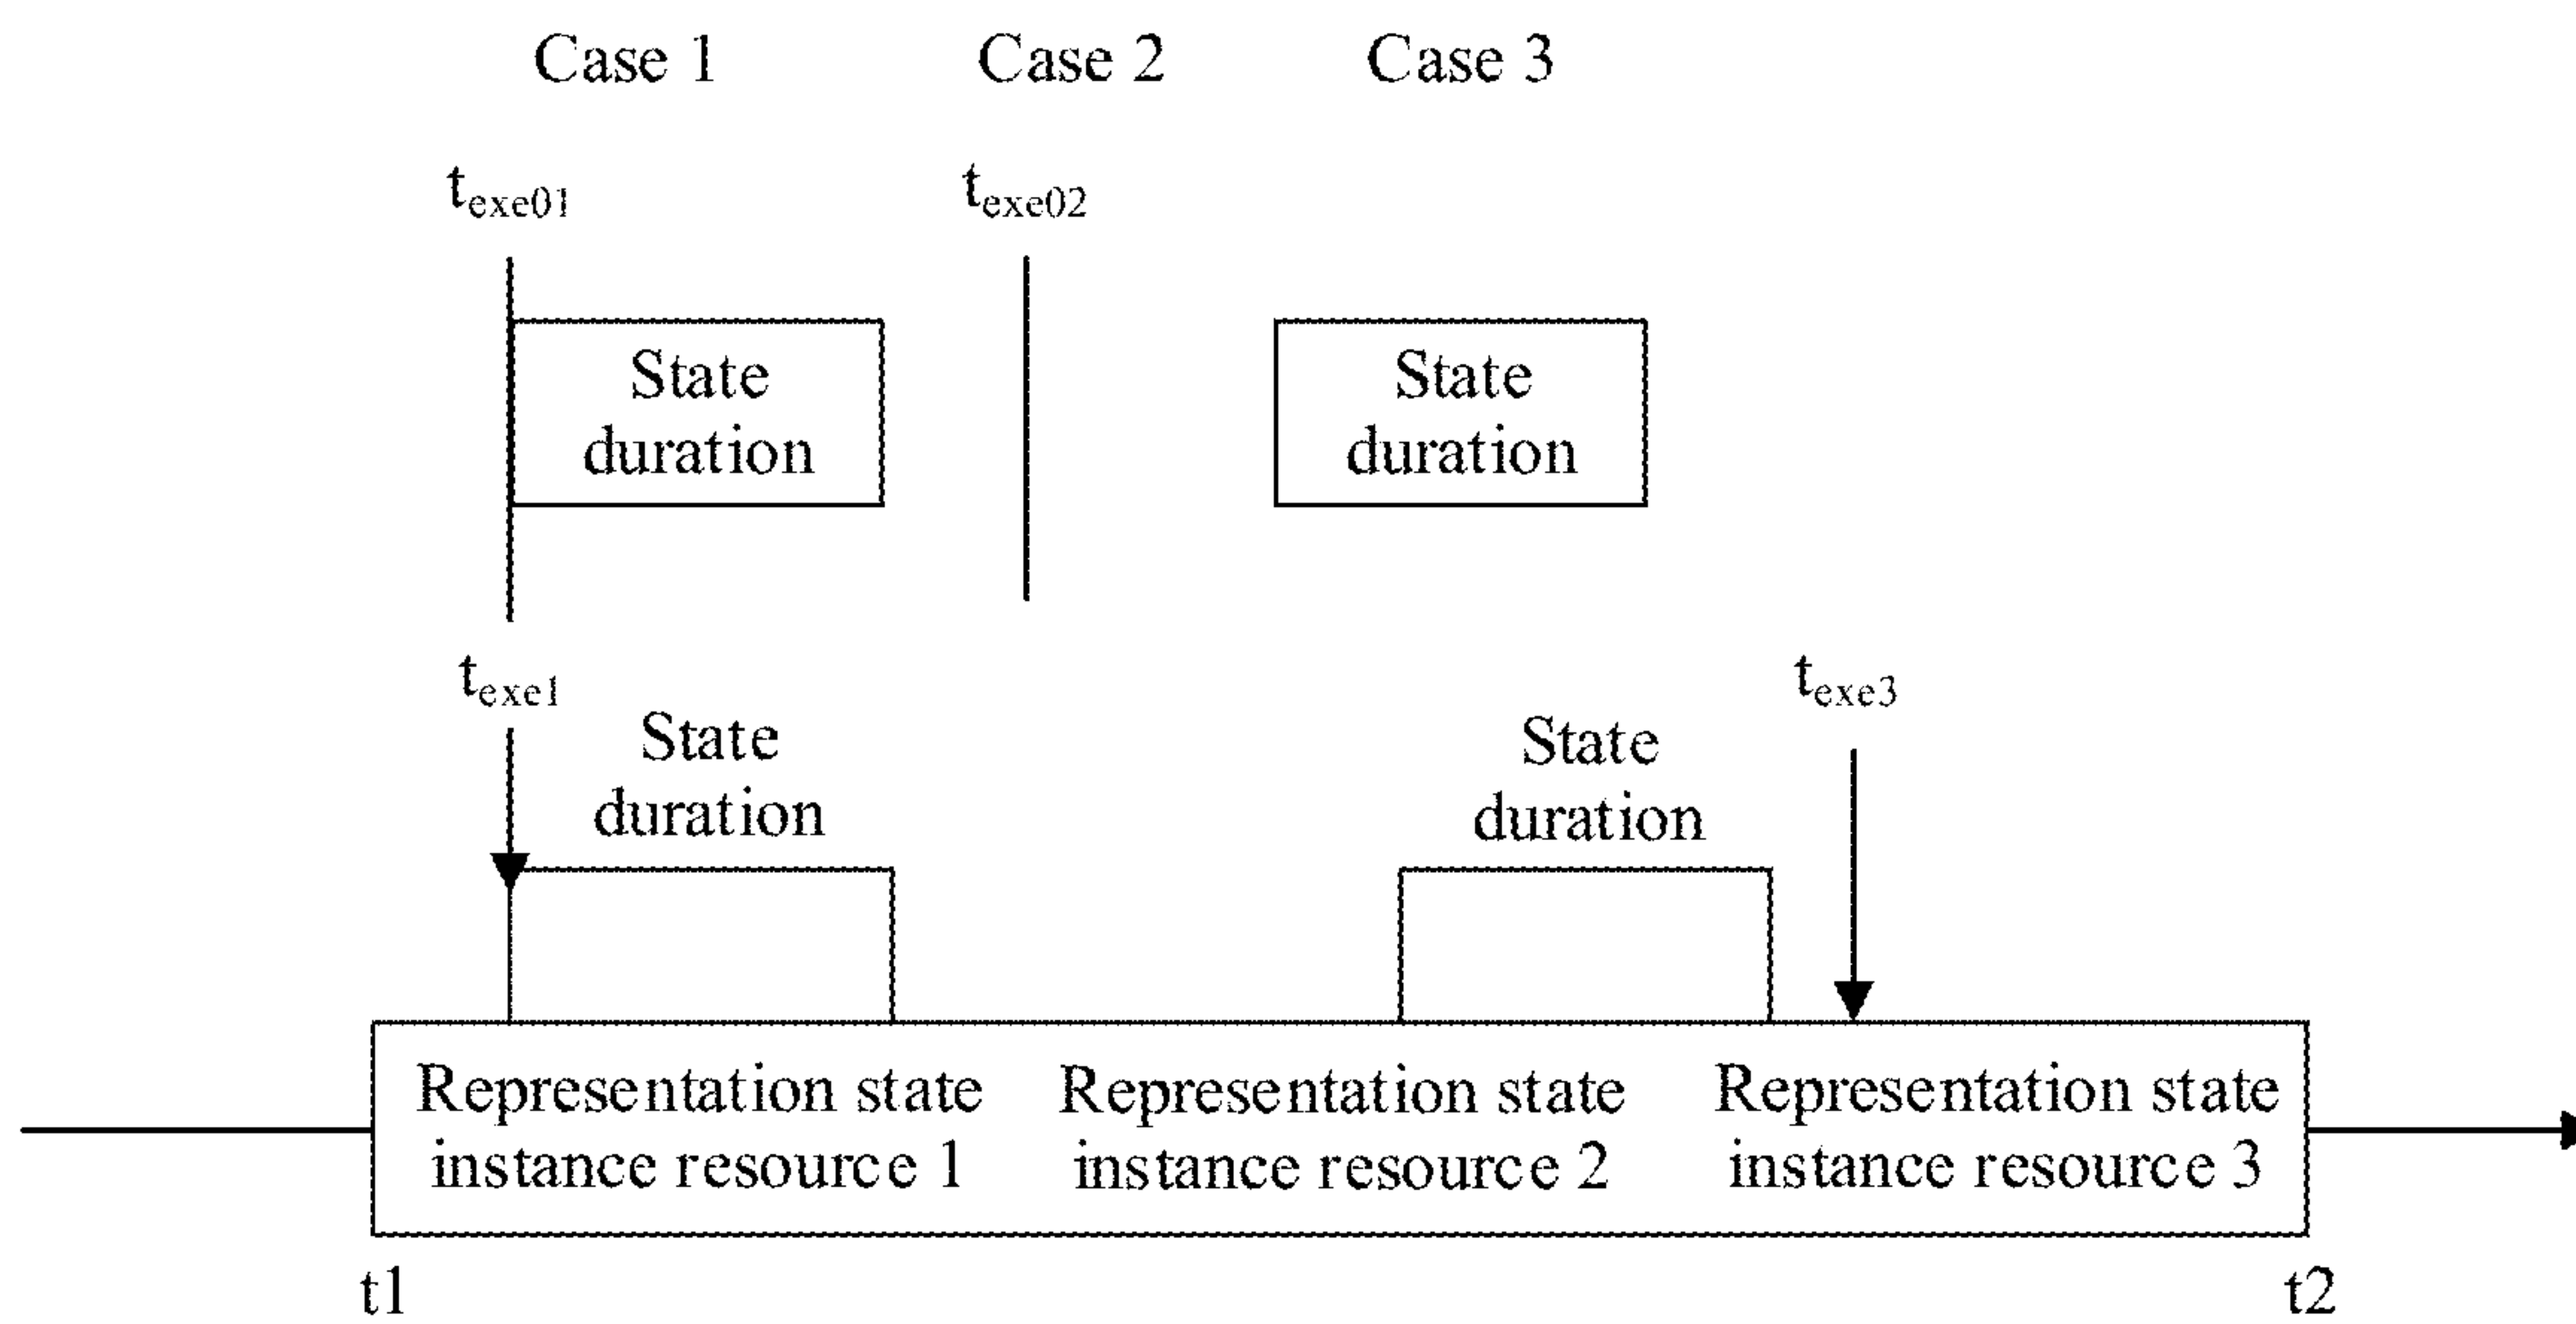 Case 1
Case 2
Case 3
texe01
texe02
State
duration
State
duration
texe1
texe3
State
duration
State
duration
Representation state
instance resource 1
Representation state
instance resource 2
Representation state
instance resource 3
t1
t2